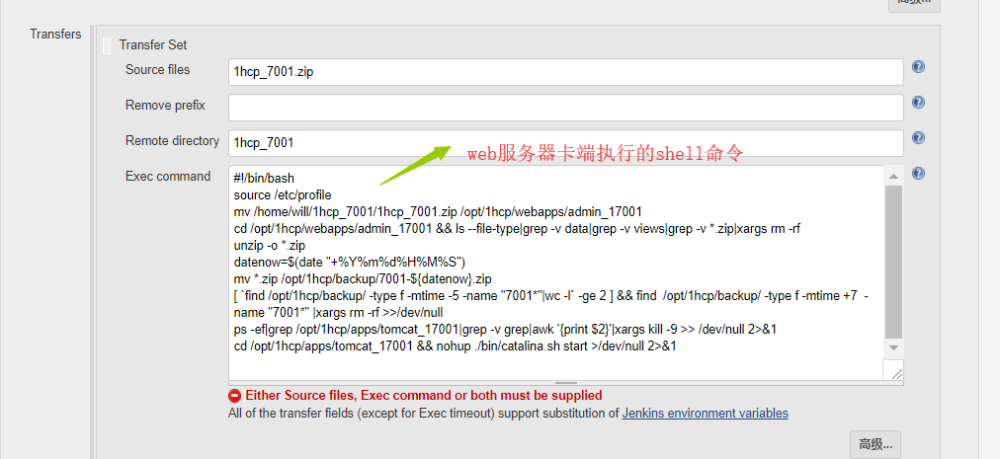 高级...
Transfers
Transfer Set
Source files
1hcp_7001.zip
Remove prefix
Remote directory
1hcp_7001
web服务器卡端执行的shell命令
Exec command
#!/bin/bash
source /etc/profile
mv /home/will/1hcp_7001/1hcp_7001.zip /opt/1hcp/webapps/admin_17001
cd /opt/1hcp/webapps/admin_17001 && ls --file-type|grep -v data|grep -v views|grep -v *.zip|xargs rm -rf
unzip -o *.zip
datenow=$(date "+%Y%m%d%H%M%S")
mv *.zip /opt/1hcp/backup/7001-${datenow}.zip
[ `find /opt/1hcp/backup/ -type f -mtime -5 -name "7001*"|wc -l` -ge 2 ] && find  /opt/1hcp/backup/ -type f -mtime +7  -
name "7001*" |xargs rm -rf >>/dev/null
ps -ef|grep /opt/1hcp/apps/tomcat_17001|grep -v grep|awk '{print $2}'|xargs kill -9 >> /dev/null 2>&1
cd /opt/1hcp/apps/tomcat_17001 && nohup ./bin/catalina.sh start >/dev/null 2>&1
Either Source files, Exec command or both must be supplied
All of the transfer fields (except for Exec timeout) support substitution of Jenkins environment variables
高级...